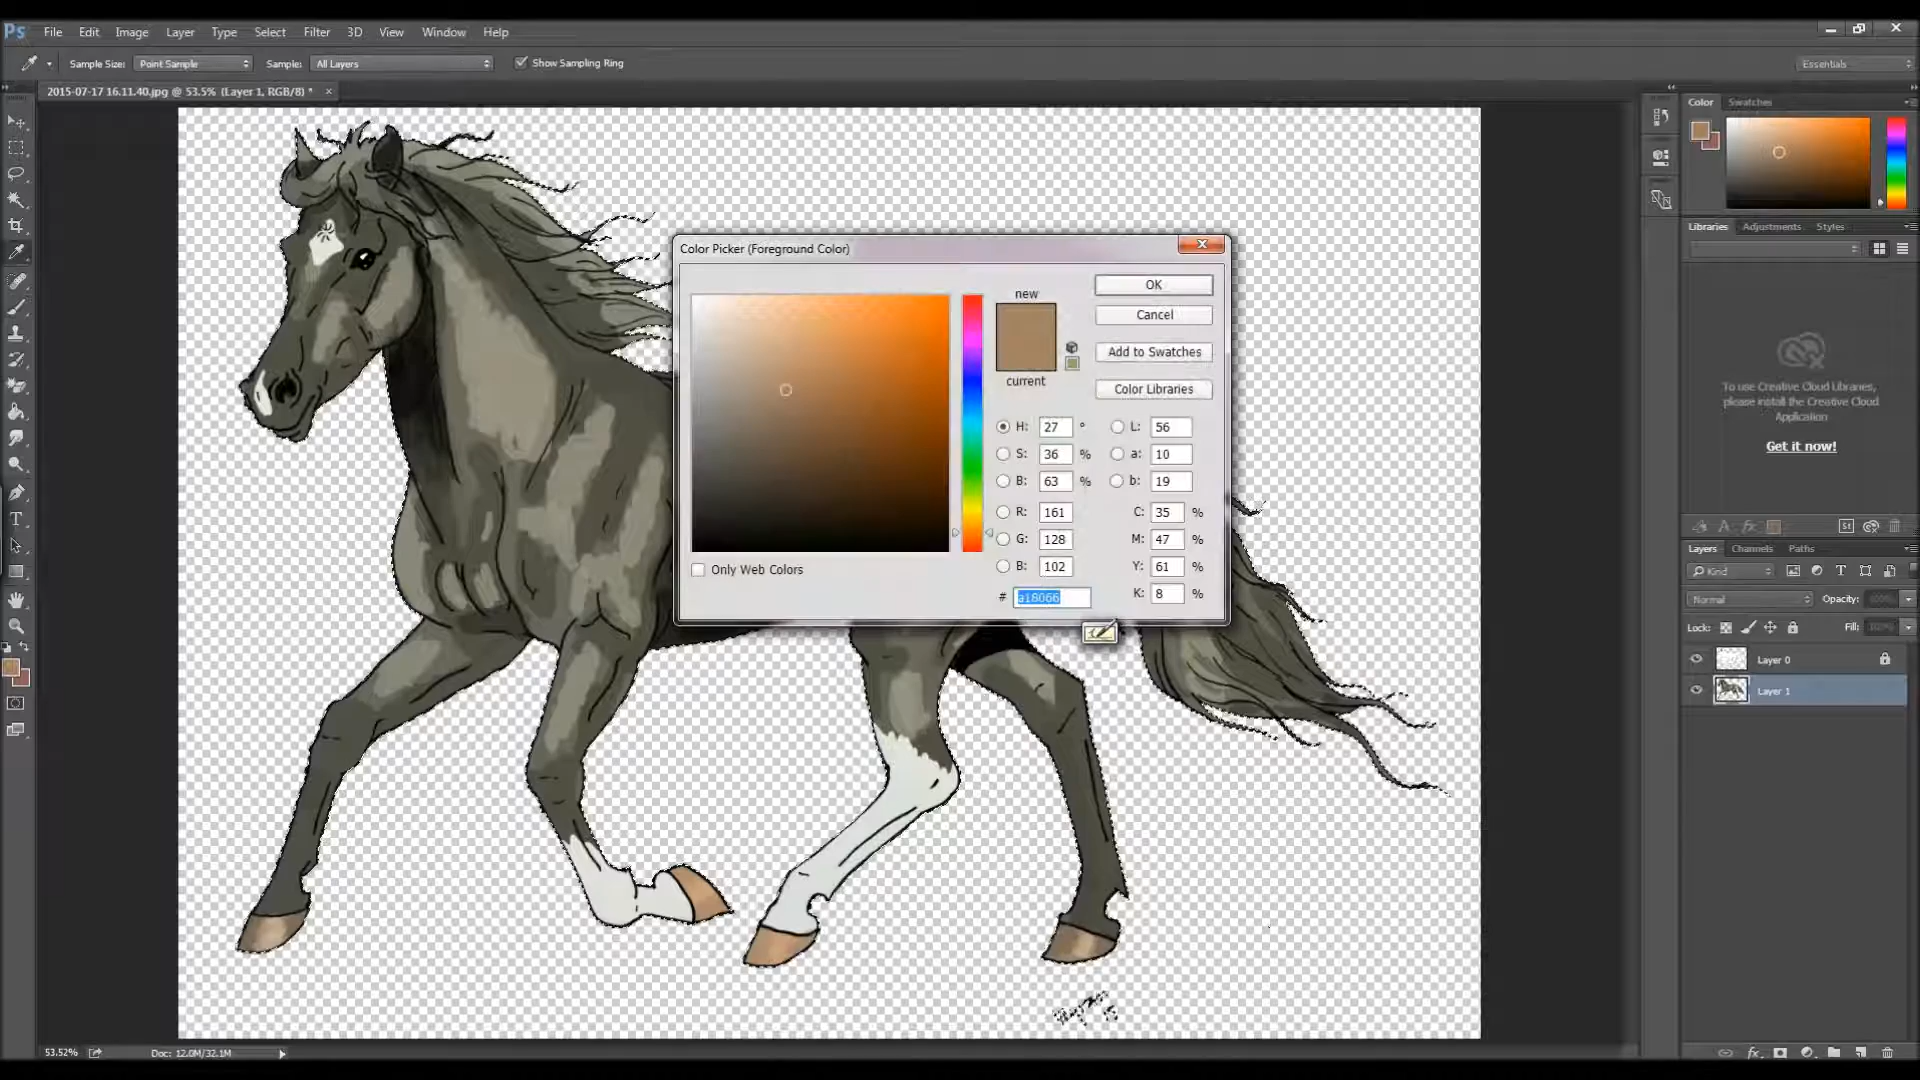 Ps File Edit Image Layer Type Select Filter 3D View Window Help
Sample Size: Point Sample Sample: All Layers Show Sampling Ring Essentials
2015-07-17 16.11.40.jpg @ 53.5% (Layer 1, RGB/8) * ×
Color Swatches
Libraries Adjustments Styles
Color Picker (Foreground Color)
new
current
OK
Cancel
Add to Swatches
Color Libraries
H: 27 ° L: 56
S: 36 % a: 10
B: 63 % b: 19
R: 161 C: 35 %
G: 128 M: 47 %
B: 102 Y: 61 %
# a18066 K: 8 %
Only Web Colors
To use Creative Cloud Libraries,
please install the Creative Cloud
Application
Get it now!
Layers Channels Paths
Kind
Normal Opacity:
Lock: Fill:
Layer 0
Layer 1
53.52% Doc: 12.0M/32.1M